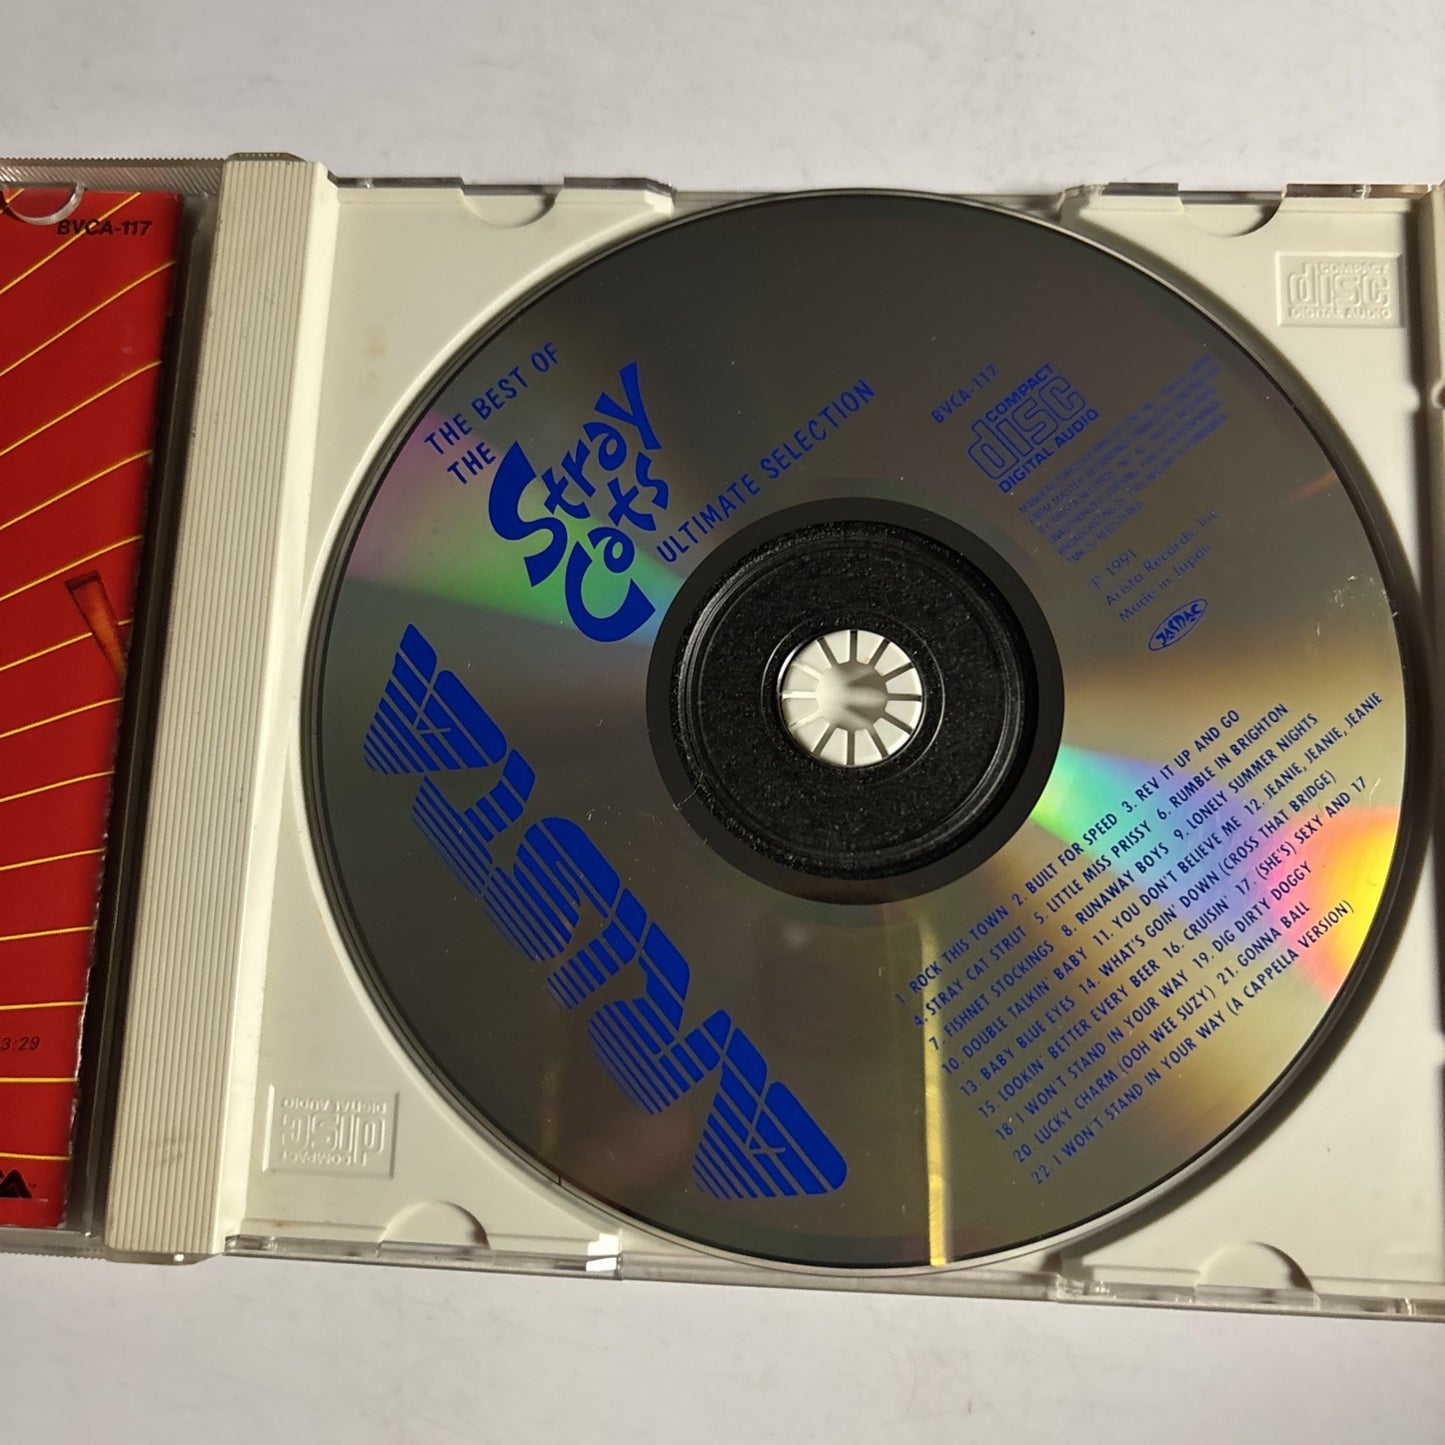 BVCA-117
3:29
THE BEST OF
THE Stray Cats
ULTIMATE SELECTION
BVCA-117
COMPACT
disc
DIGITAL AUDIO
℗ 1991
Arista Records, Inc.
Made in Japan
JASRAC
ARISTA
1. ROCK THIS TOWN 2. BUILT FOR SPEED 3. REV IT UP AND GO
4. STRAY CAT STRUT 5. LITTLE MISS PRISSY 6. RUMBLE IN BRIGHTON
7. FISHNET STOCKINGS 8. RUNAWAY BOYS 9. LONELY SUMMER NIGHTS
10. DOUBLE TALKIN' BABY 11. YOU DON'T BELIEVE ME 12. JEANIE, JEANIE, JEANIE
13. BABY BLUE EYES 14. WHAT'S GOIN' DOWN (CROSS THAT BRIDGE)
15. LOOKIN' BETTER EVERY BEER 16. CRUISIN' 17. (SHE'S) SEXY AND 17
18. I WON'T STAND IN YOUR WAY 19. DIG DIRTY DOGGY
20. LUCKY CHARM (OOH WEE SUZY) 21. GONNA BALL
22. I WON'T STAND IN YOUR WAY (A CAPPELLA VERSION)
COMPACT
disc
DIGITAL AUDIO
COMPACT
disc
DIGITAL AUDIO